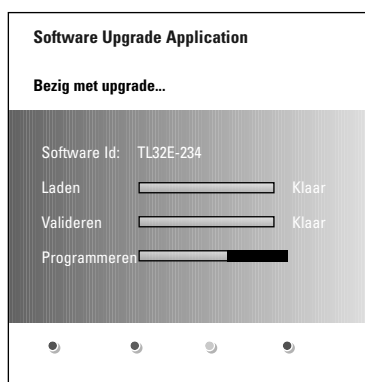 Software Upgrade Application
Bezig met upgrade...
Software Id: TL32E-234
Laden Klaar
Valideren Klaar
Programmeren